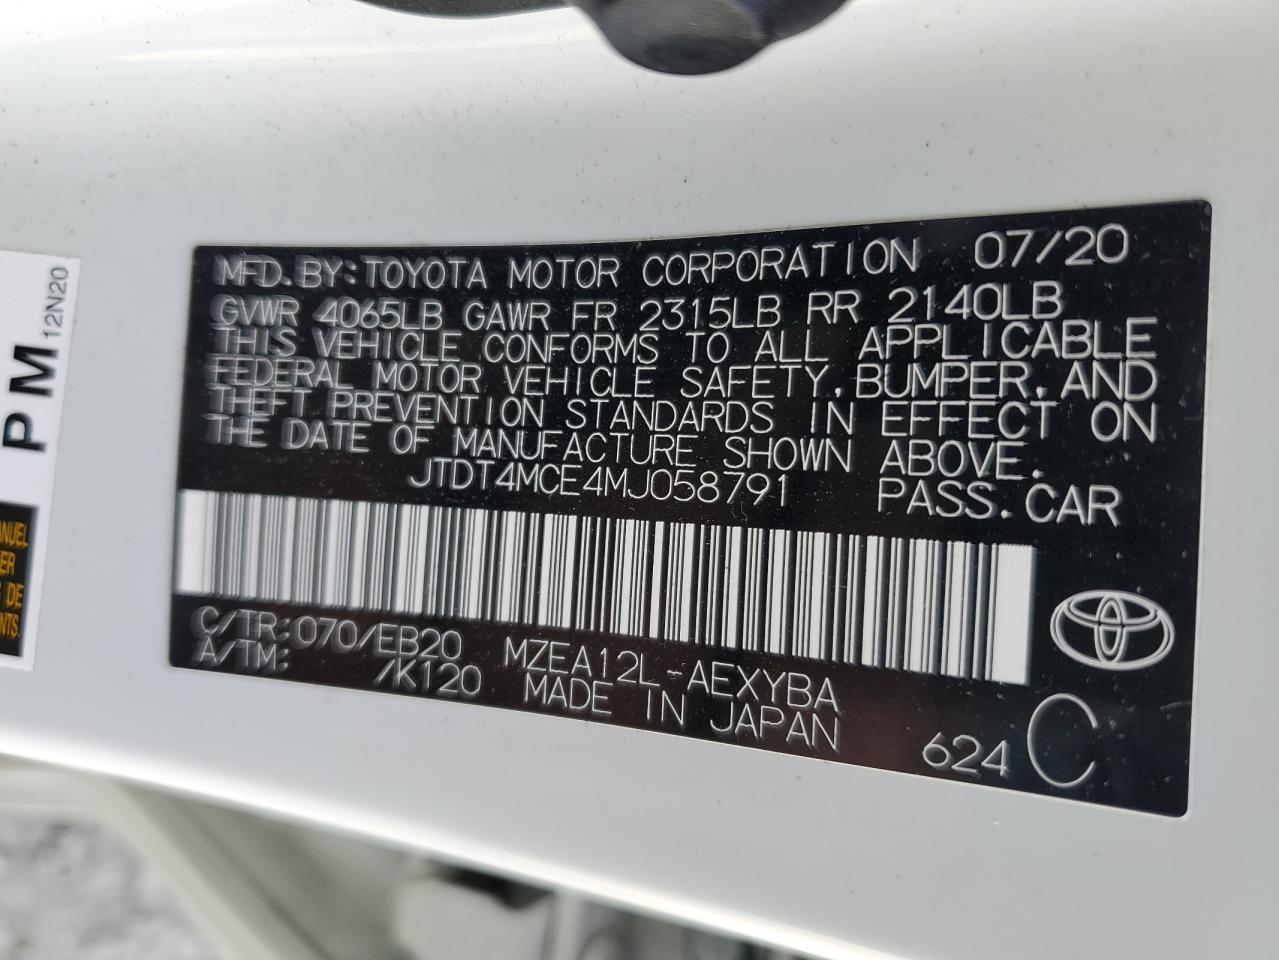 MFD.BY:TOYOTA MOTOR CORPORATION 07/20
GVWR 4065LB GAWR FR 2315LB RR 2140LB
THIS VEHICLE CONFORMS TO ALL APPLICABLE
FEDERAL MOTOR VEHICLE SAFETY,BUMPER,AND
THEFT PREVENTION STANDARDS IN EFFECT ON
THE DATE OF MANUFACTURE SHOWN ABOVE.
JTDT4MCE4MJ058791 PASS.CAR
C/TR:070/EB20 MZEA12L-AEXYBA
A/TM: /K120 MADE IN JAPAN
624 C
PM 12N20
DE